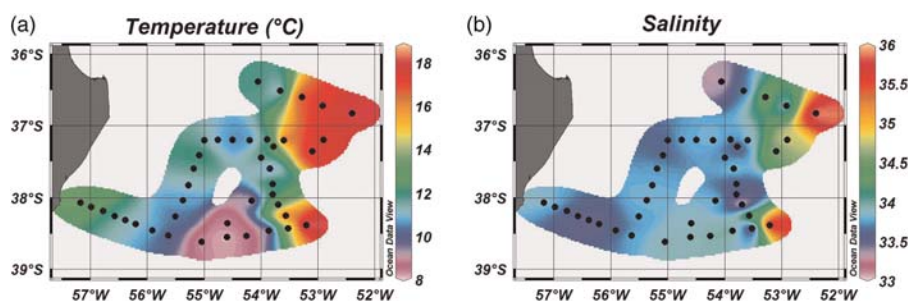 (a)
Temperature (°C)
36°S
37°S
38°S
39°S
57°W 56°W 55°W 54°W 53°W 52°W
18
16
14
12
10
8
Ocean Data View
(b)
Salinity
36°S
37°S
38°S
39°S
57°W 56°W 55°W 54°W 53°W 52°W
36
35.5
35
34.5
34
33.5
33
Ocean Data View